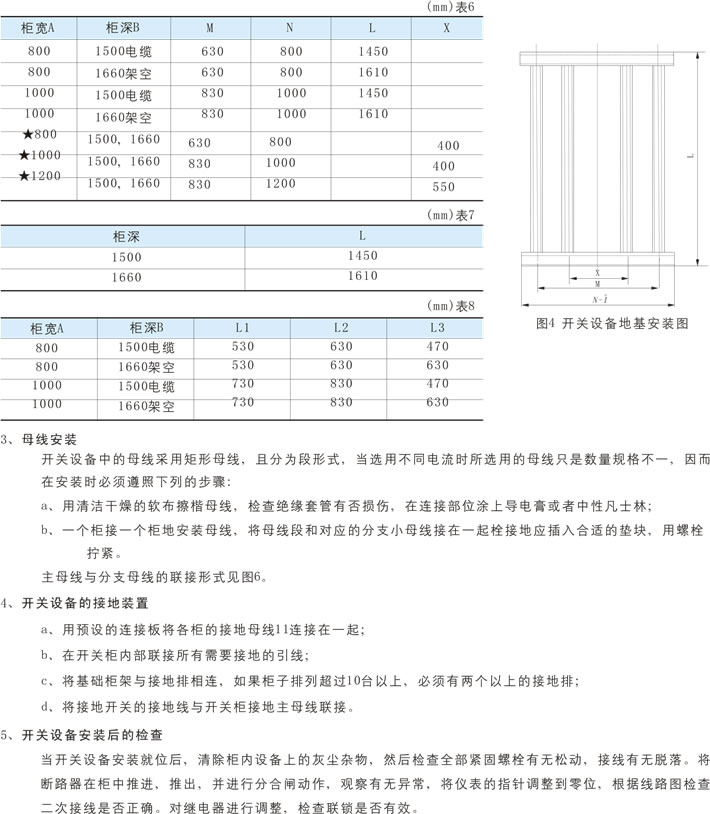 (mm)表6
柜宽A 柜深B M N L X
800 1500电缆 630 800 1450
800 1660架空 630 800 1610
1000 1500电缆 830 1000 1450
1000 1660架空 830 1000 1610
★800 1500, 1660 630 800 400
★1000 1500, 1660 830 1000 400
★1200 1500, 1660 830 1200 550
(mm)表7
柜深 L
1500 1450
1660 1610
(mm)表8
柜宽A 柜深B L1 L2 L3
800 1500电缆 530 630 470
800 1660架空 530 630 630
1000 1500电缆 730 830 470
1000 1660架空 730 830 630
L
X
M
N-1
图4 开关设备地基安装图
3、母线安装
开关设备中的母线采用矩形母线，且分为段形式，当选用不同电流时所选用的母线只是数量规格不一，因而
在安装时必须遵照下列的步骤：
a、用清洁干燥的软布擦楷母线，检查绝缘套管有否损伤，在连接部位涂上导电膏或者中性凡士林；
b、一个柜接一个柜地安装母线，将母线段和对应的分支小母线接在一起栓接地应插入合适的垫块，用螺栓
拧紧。
主母线与分支母线的联接形式见图6。
4、开关设备的接地装置
a、用预设的连接板将各柜的接地母线11连接在一起；
b、在开关柜内部联接所有需要接地的引线；
c、将基础柜架与接地排相连，如果柜子排列超过10台以上，必须有两个以上的接地排；
d、将接地开关的接地线与开关柜接地主母线联接。
5、开关设备安装后的检查
当开关设备安装就位后，清除柜内设备上的灰尘杂物，然后检查全部紧固螺栓有无松动，接线有无脱落。将
断路器在柜中推进，推出，并进行分合闸动作，观察有无异常，将仪表的指针调整到零位，根据线路图检查
二次接线是否正确。对继电器进行调整，检查联锁是否有效。